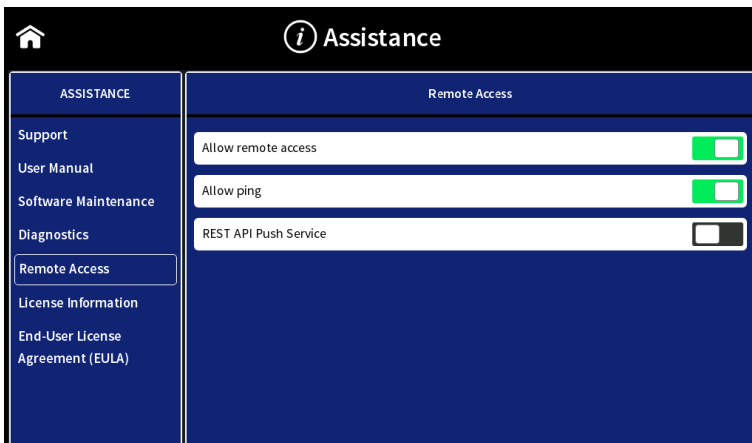 Assistance
ASSISTANCE
Support
User Manual
Software Maintenance
Diagnostics
Remote Access
License Information
End-User License
Agreement (EULA)
Remote Access
Allow remote access
Allow ping
REST API Push Service